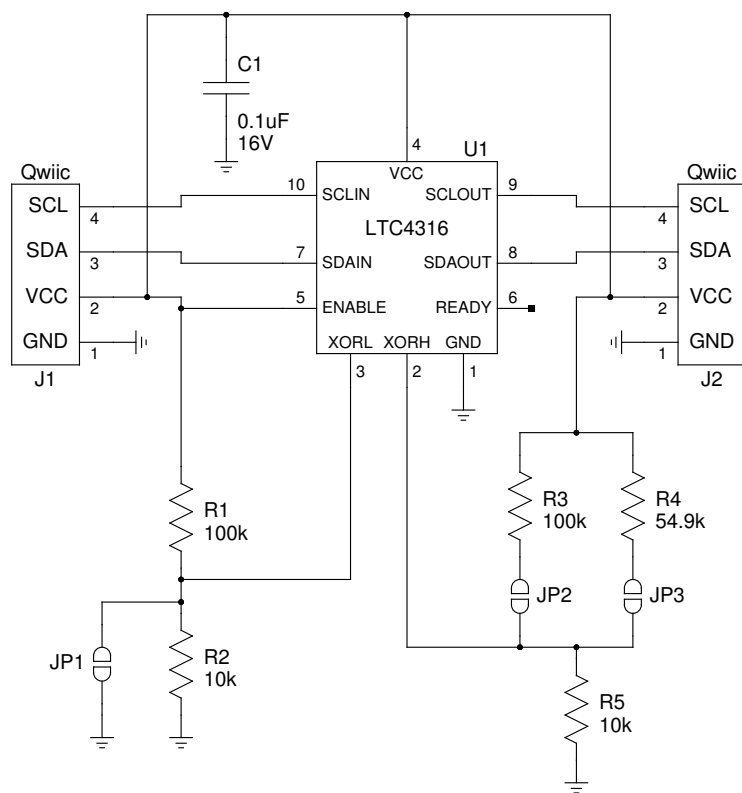 C1
0.1uF
16V
Qwiic
SCL
4
SDA
3
VCC
2
GND
1
J1
U1
4
VCC
10
SCLIN
SCLOUT
9
LTC4316
7
SDAIN
SDAOUT
8
5
ENABLE
READY
6
XORL
XORH
GND
3
2
1
Qwiic
4
SCL
3
SDA
2
VCC
1
GND
J2
R1
100k
R3
100k
R4
54.9k
JP2
JP3
JP1
R2
10k
R5
10k